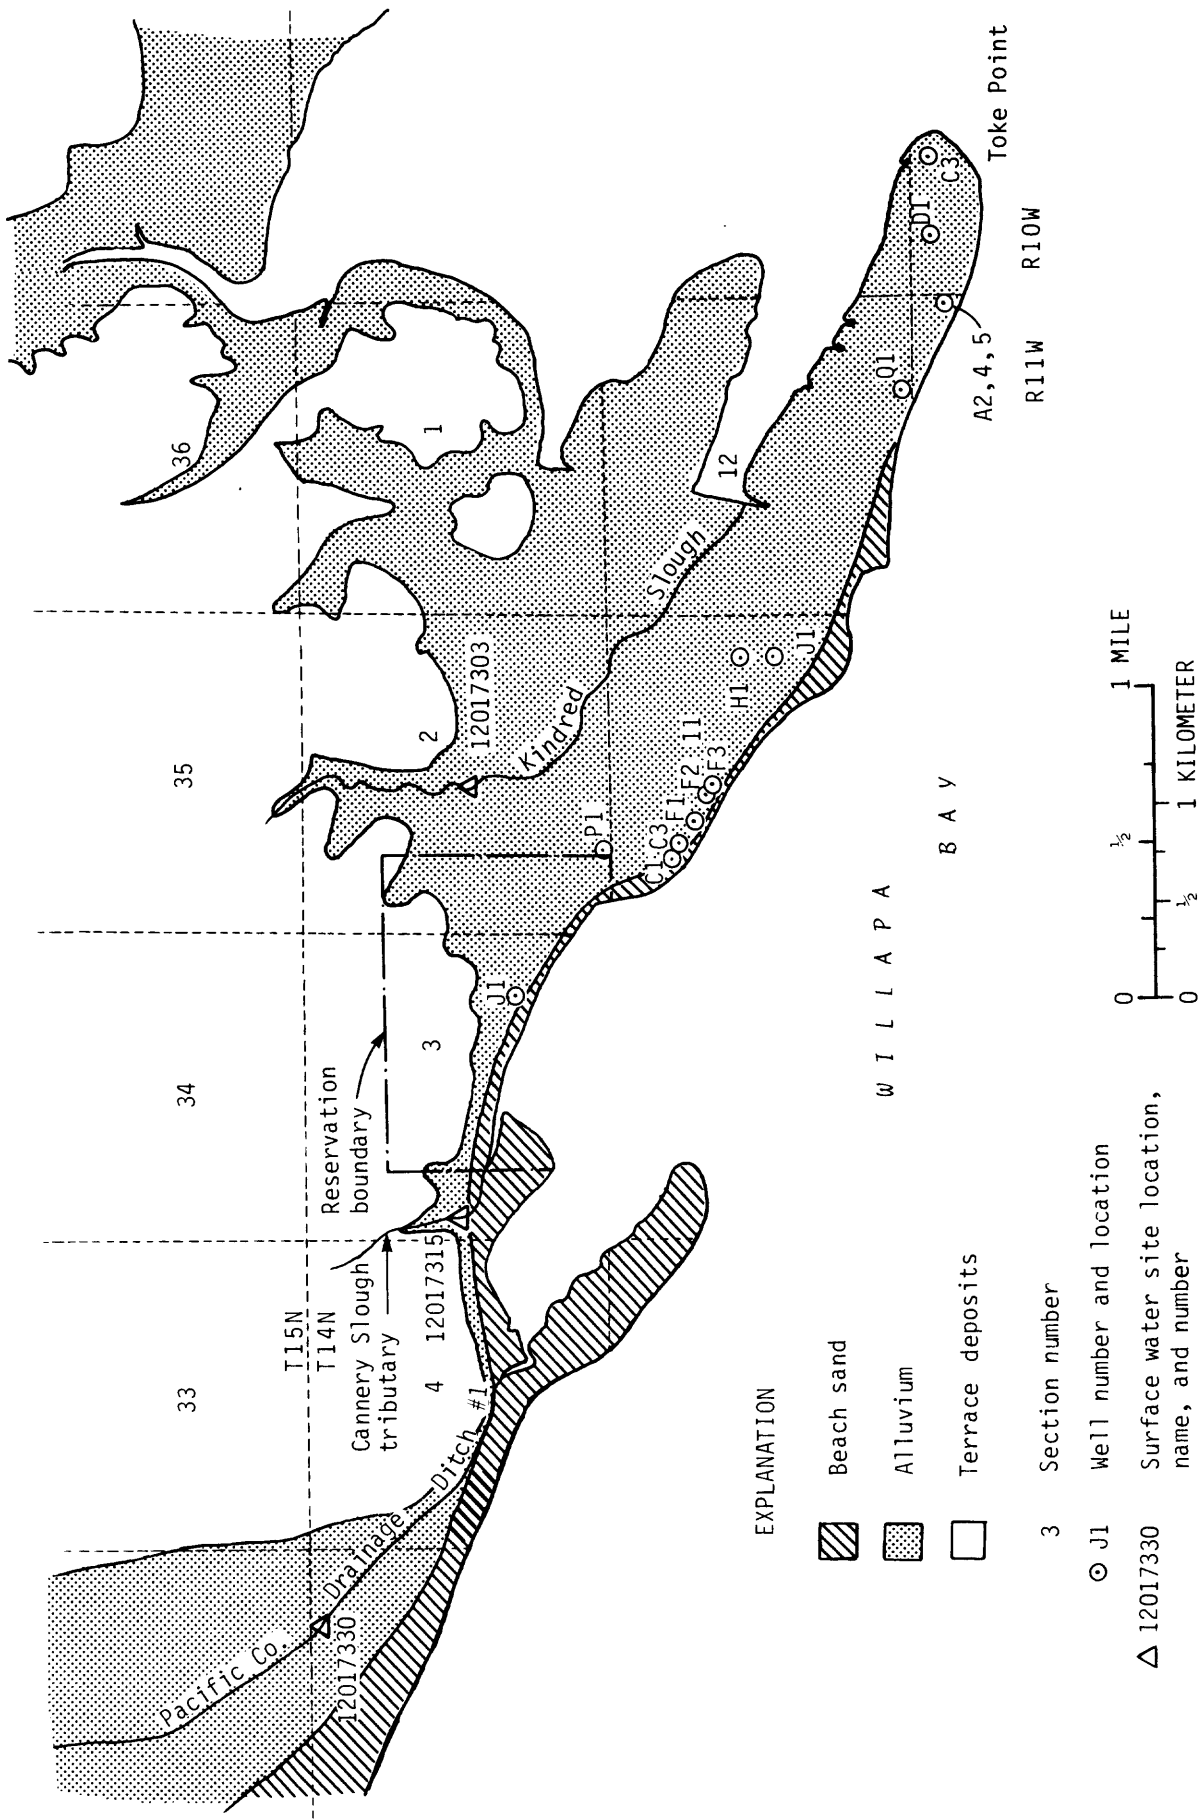 33
34
35
36
T15N
T14N
Cannery Slough
tributary
Reservation
boundary
Pacific Co. Drainage Ditch #1
12017330
4
12017315
3
2
12017303
1
Kindred Slough
J1
P1
C1
C3
F1
F2
11
F3
H1
J1
12
Q1
A2,4,5
D1
C3
Toke Point
R11W
R10W
WILLAPA
BAY
EXPLANATION
Beach sand
Alluvium
Terrace deposits
3 Section number
J1 Well number and location
12017330 Surface water site location,
name, and number
0 ½ 1 MILE
0 ½ 1 KILOMETER